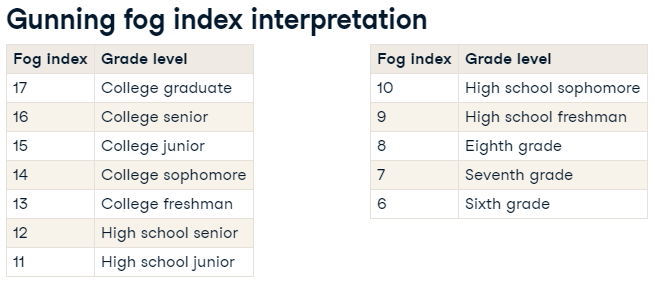 Gunning fog index interpretation
Fog index Grade level
17 College graduate
16 College senior
15 College junior
14 College sophomore
13 College freshman
12 High school senior
11 High school junior
Fog index Grade level
10 High school sophomore
9 High school freshman
8 Eighth grade
7 Seventh grade
6 Sixth grade